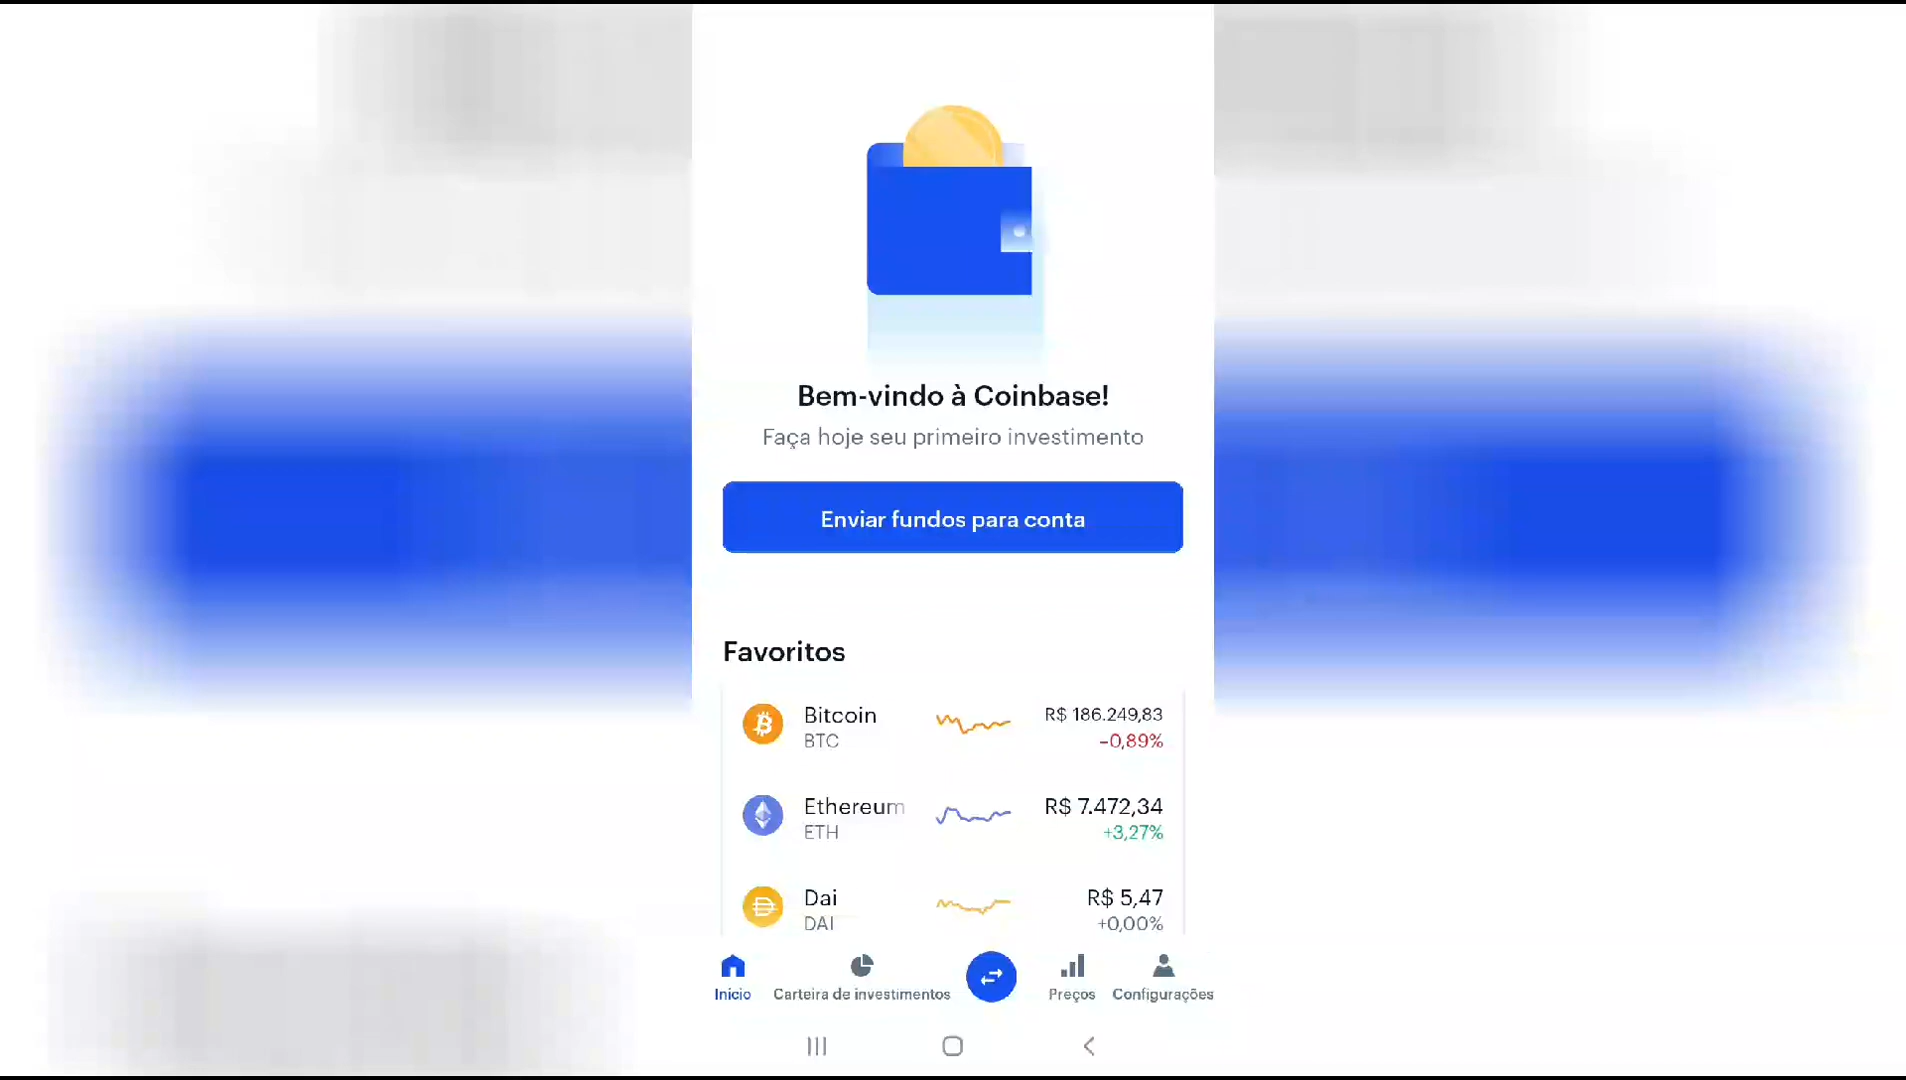 Bem-vindo à Coinbase!
Faça hoje seu primeiro investimento
Enviar fundos para conta
Favoritos
Bitcoin R$ 186.249,83
BTC −0,89%
Ethereum R$ 7.472,34
ETH +3,27%
Dai R$ 5,47
DAI +0,00%
Início Carteira de investimentos Preços Configurações